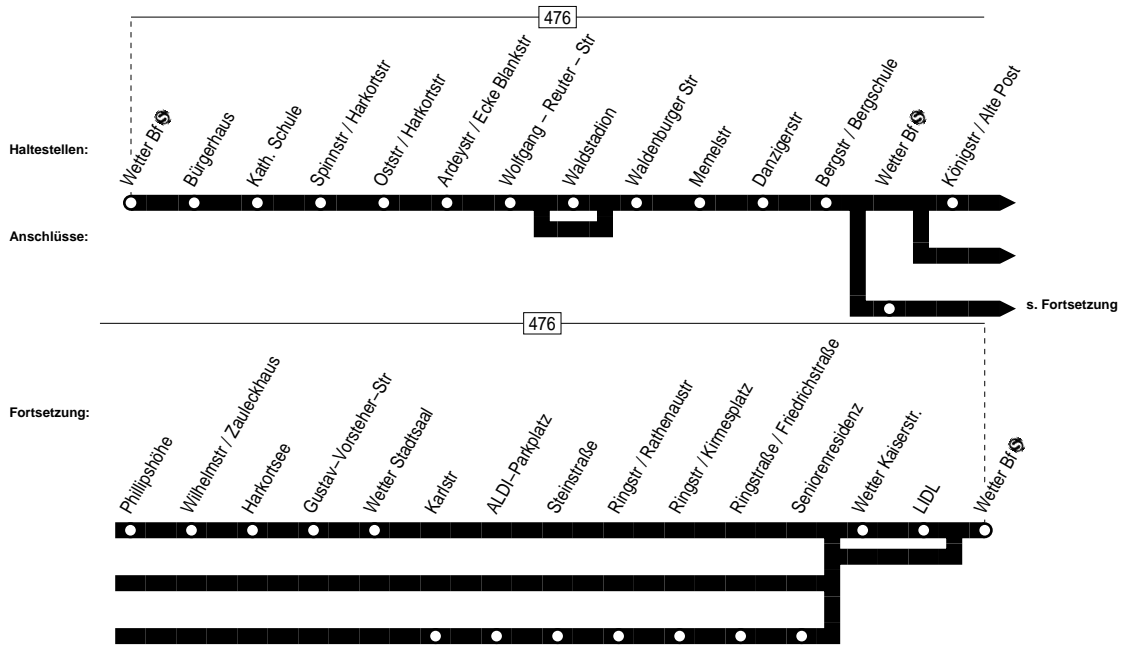 476
Haltestellen:
Wetter Bf S
Bürgerhaus
Kath. Schule
Spinnstr / Harkortstr
Oststr / Harkortstr
Ardeystr / Ecke Blankstr
Wolfgang – Reuter – Str
Waldstadion
Waldenburger Str
Memelstr
Danzigerstr
Bergstr / Bergschule
Wetter Bf S
Königstr / Alte Post
Anschlüsse:
s. Fortsetzung
476
Fortsetzung:
Phillipshöhe
Wilhelmstr / Zauleckhaus
Harkortsee
Gustav–Vorsteher–Str
Wetter Stadtsaal
Karlstr
ALDI–Parkplatz
Steinstraße
Ringstr / Rathenaustr
Ringstr / Kirmesplatz
Ringstraße / Friedrichstraße
Seniorenresidenz
Wetter Kaiserstr.
LIDL
Wetter Bf S